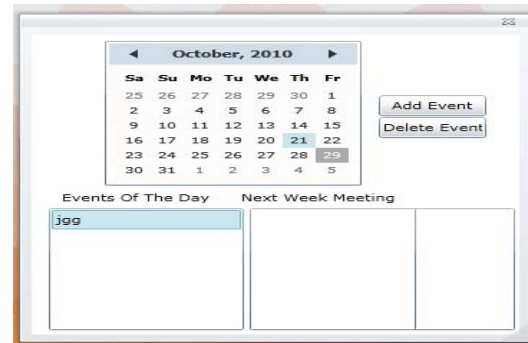 October, 2010
Sa Su Mo Tu We Th Fr
25 26 27 28 29 30 1
2 3 4 5 6 7 8
9 10 11 12 13 14 15
16 17 18 19 20 21 22
23 24 25 26 27 28 29
30 31 1 2 3 4 5
Add Event
Delete Event
Events Of The Day
Next Week Meeting
jgg